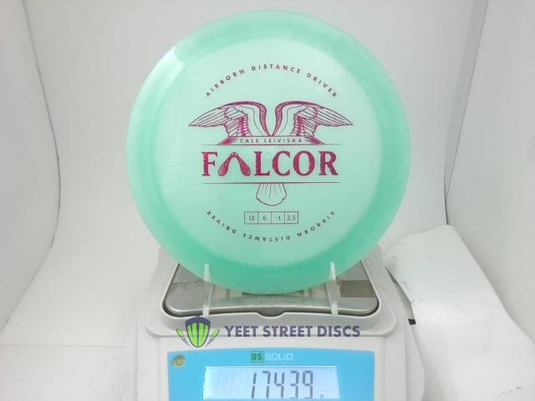 AIRBORN DISTANCE DRIVER
CALE LEIVISKA
FALCOR
13 6 -1 2.5
AIRBORN DISTANCE DRIVER
YEET STREET DISCS
US SOLID
174.39 g